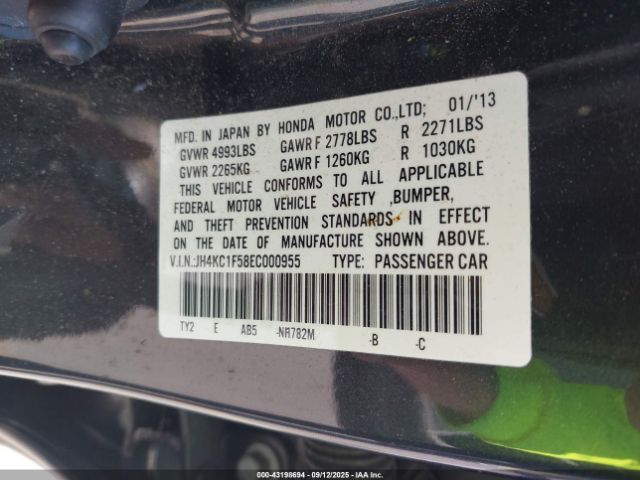 MFD. IN JAPAN BY HONDA MOTOR CO.,LTD; 01/'13
GVWR 4993LBS GAWR F 2778LBS R 2271LBS
GVWR 2265KG GAWR F 1260KG R 1030KG
THIS VEHICLE CONFORMS TO ALL APPLICABLE
FEDERAL MOTOR VEHICLE SAFETY ,BUMPER,
AND THEFT PREVENTION STANDARDS IN EFFECT
ON THE DATE OF MANUFACTURE SHOWN ABOVE.
V.I.N.:JH4KC1F58EC000955 TYPE: PASSENGER CAR
TY2 E AB5 -NH782M -B -C
000-43198694 - 09/12/2025 - IAA, Inc.